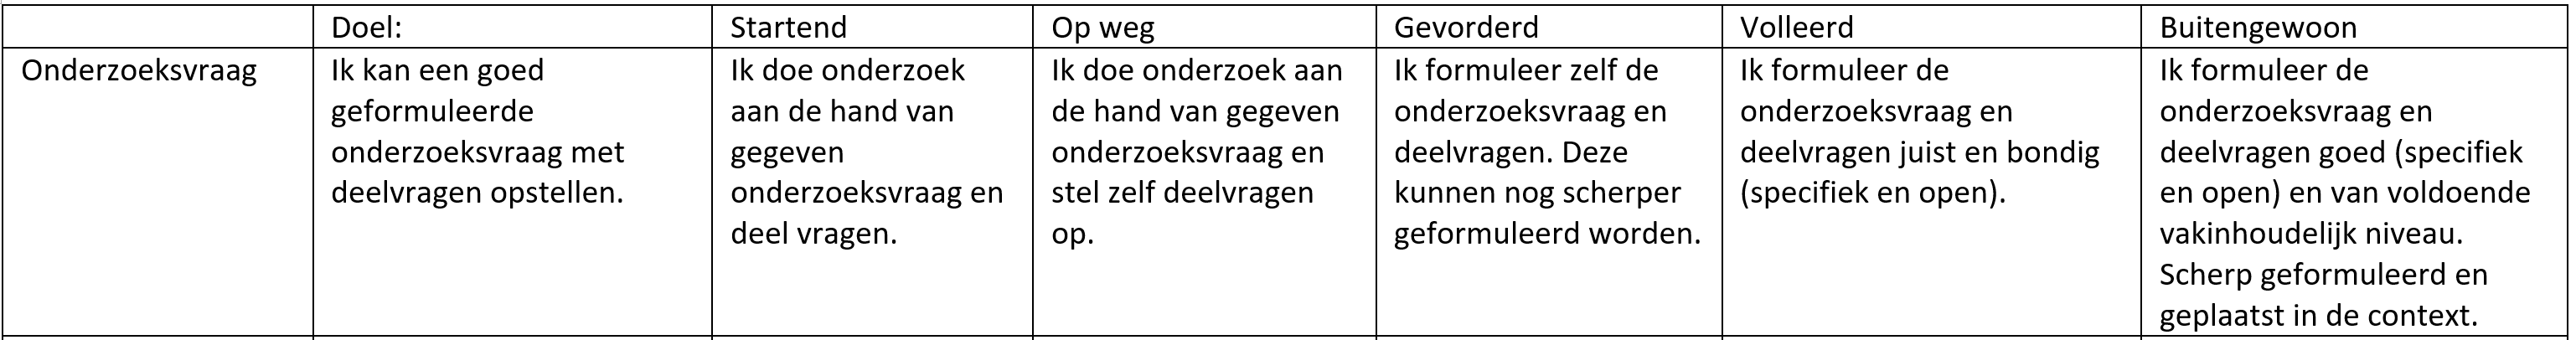 Doel:
Startend
Op weg
Gevorderd
Volleerd
Buitengewoon
Onderzoeksvraag
Ik kan een goed
geformuleerde
onderzoeksvraag met
deelvragen opstellen.
Ik doe onderzoek
aan de hand van
gegeven
onderzoeksvraag en
deel vragen.
Ik doe onderzoek aan
de hand van gegeven
onderzoeksvraag en
stel zelf deelvragen
op.
Ik formuleer zelf de
onderzoeksvraag en
deelvragen. Deze
kunnen nog scherper
geformuleerd worden.
Ik formuleer de
onderzoeksvraag en
deelvragen juist en bondig
(specifiek en open).
Ik formuleer de
onderzoeksvraag en
deelvragen goed (specifiek
en open) en van voldoende
vakinhoudelijk niveau.
Scherp geformuleerd en
geplaatst in de context.